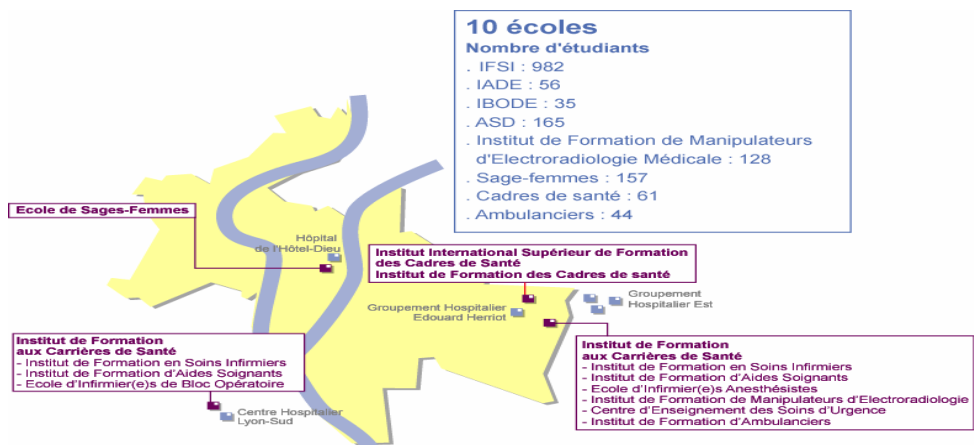 10 écoles
Nombre d'étudiants
. IFSI : 982
. IADE : 56
. IBODE : 35
. ASD : 165
. Institut de Formation de Manipulateurs
d'Electroradiologie Médicale : 128
. Sage-femmes : 157
. Cadres de santé : 61
. Ambulanciers : 44
Ecole de Sages-Femmes
Hôpital
de l'Hôtel-Dieu
Institut International Supérieur de Formation
des Cadres de Santé
Institut de Formation des Cadres de santé
Groupement Hospitalier
Edouard Herriot
Groupement
Hospitalier Est
Institut de Formation
aux Carrières de Santé
- Institut de Formation en Soins Infirmiers
- Institut de Formation d'Aides Soignants
- Ecole d'Infirmier(e)s de Bloc Opératoire
Centre Hospitalier
Lyon-Sud
Institut de Formation
aux Carrières de Santé
- Institut de Formation en Soins Infirmiers
- Institut de Formation d'Aides Soignants
- Ecole d'Infirmier(e)s Anesthésistes
- Institut de Formation de Manipulateurs d'Electroradiologie
- Centre d'Enseignement des Soins d'Urgence
- Institut de Formation d'Ambulanciers